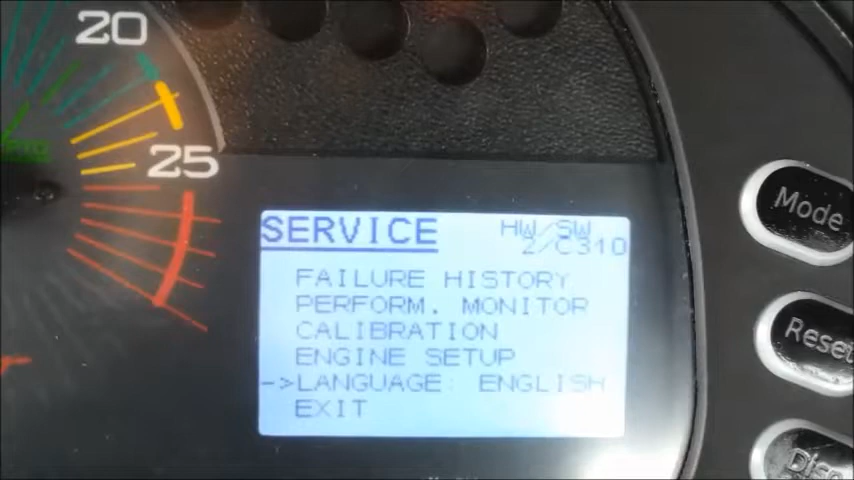 20
25
SERVICE
HW/SW
2/C310
FAILURE HISTORY
PERFORM. MONITOR
CALIBRATION
ENGINE SETUP
->LANGUAGE: ENGLISH
EXIT
Mode
Reset